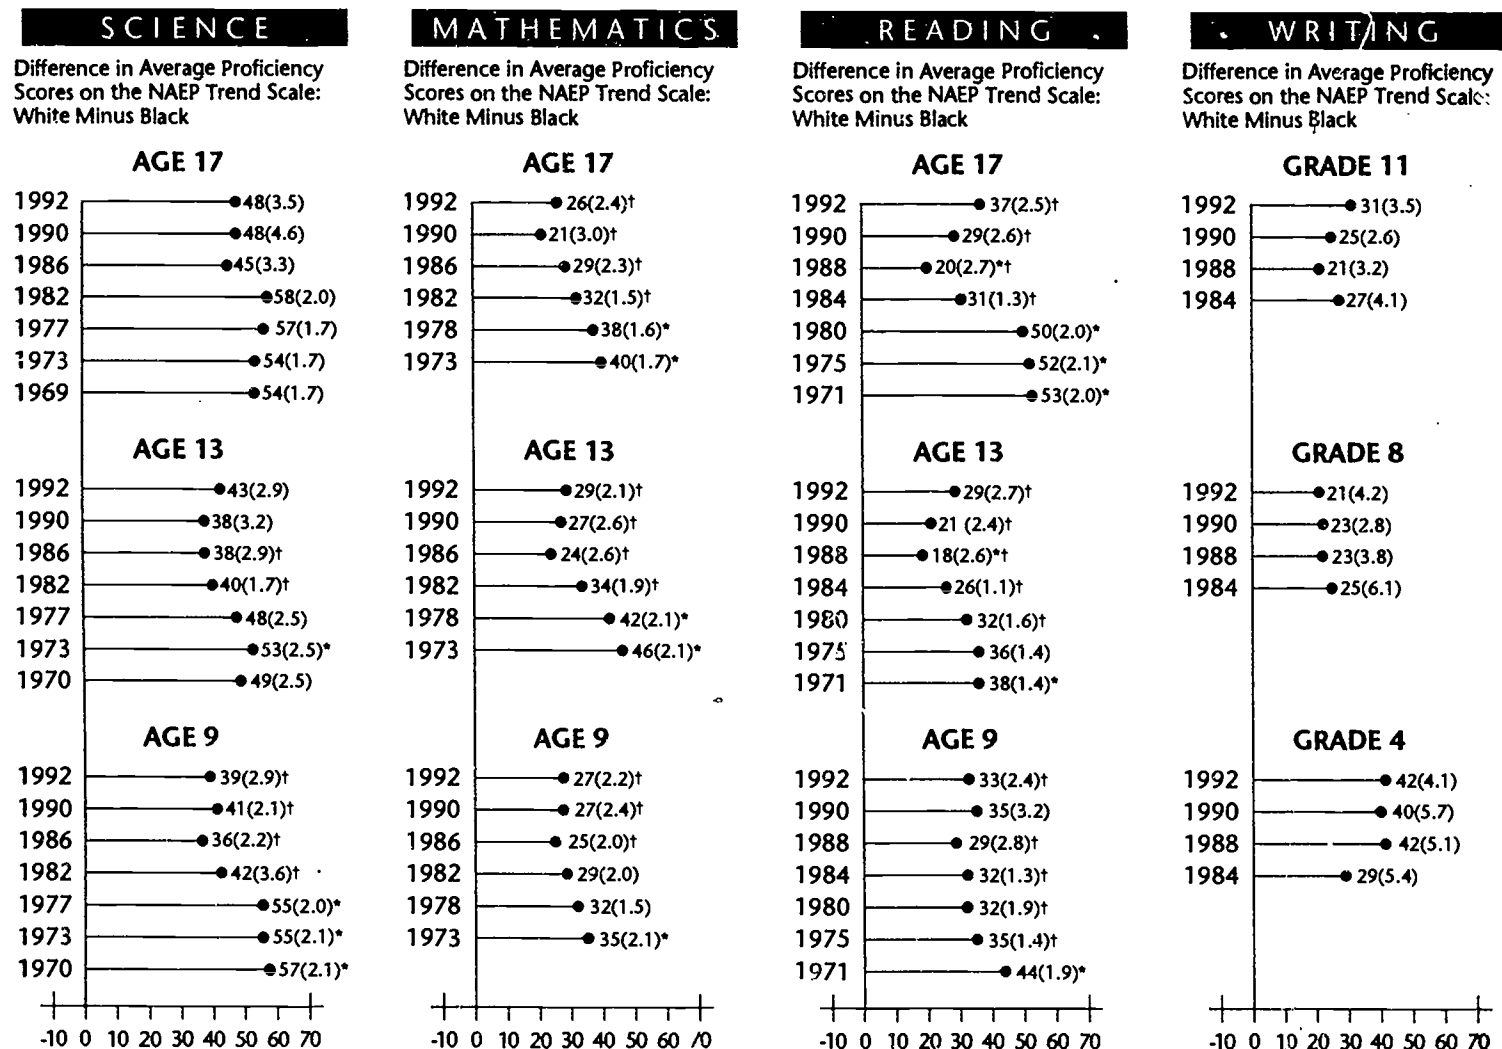 SCIENCE
Difference in Average Proficiency
Scores on the NAEP Trend Scale:
White Minus Black
AGE 17
1992 48(3.5)
1990 48(4.6)
1986 45(3.3)
1982 58(2.0)
1977 57(1.7)
1973 54(1.7)
1969 54(1.7)
AGE 13
1992 43(2.9)
1990 38(3.2)
1986 38(2.9)†
1982 40(1.7)†
1977 48(2.5)
1973 53(2.5)*
1970 49(2.5)
AGE 9
1992 39(2.9)†
1990 41(2.1)†
1986 36(2.2)†
1982 42(3.6)†
1977 55(2.0)*
1973 55(2.1)*
1970 57(2.1)*
-10 0 10 20 30 40 50 60 70
MATHEMATICS
Difference in Average Proficiency
Scores on the NAEP Trend Scale:
White Minus Black
AGE 17
1992 26(2.4)†
1990 21(3.0)†
1986 29(2.3)†
1982 32(1.5)†
1978 38(1.6)*
1973 40(1.7)*
AGE 13
1992 29(2.1)†
1990 27(2.6)†
1986 24(2.6)†
1982 34(1.9)†
1978 42(2.1)*
1973 46(2.1)*
AGE 9
1992 27(2.2)†
1990 27(2.4)†
1986 25(2.0)†
1982 29(2.0)
1978 32(1.5)
1973 35(2.1)*
-10 0 10 20 30 40 50 60 70
READING
Difference in Average Proficiency
Scores on the NAEP Trend Scale:
White Minus Black
AGE 17
1992 37(2.5)†
1990 29(2.6)†
1988 20(2.7)*†
1984 31(1.3)†
1980 50(2.0)*
1975 52(2.1)*
1971 53(2.0)*
AGE 13
1992 29(2.7)†
1990 21 (2.4)†
1988 18(2.6)*†
1984 26(1.1)†
1980 32(1.6)†
1975 36(1.4)
1971 38(1.4)*
AGE 9
1992 33(2.4)†
1990 35(3.2)
1988 29(2.8)†
1984 32(1.3)†
1980 32(1.9)†
1975 35(1.4)†
1971 44(1.9)*
-10 0 10 20 30 40 50 60 70
WRITING
Difference in Average Proficiency
Scores on the NAEP Trend Scale:
White Minus Black
GRADE 11
1992 31(3.5)
1990 25(2.6)
1988 21(3.2)
1984 27(4.1)
GRADE 8
1992 21(4.2)
1990 23(2.8)
1988 23(3.8)
1984 25(6.1)
GRADE 4
1992 42(4.1)
1990 40(5.7)
1988 42(5.1)
1984 29(5.4)
-10 0 10 20 30 40 50 60 70